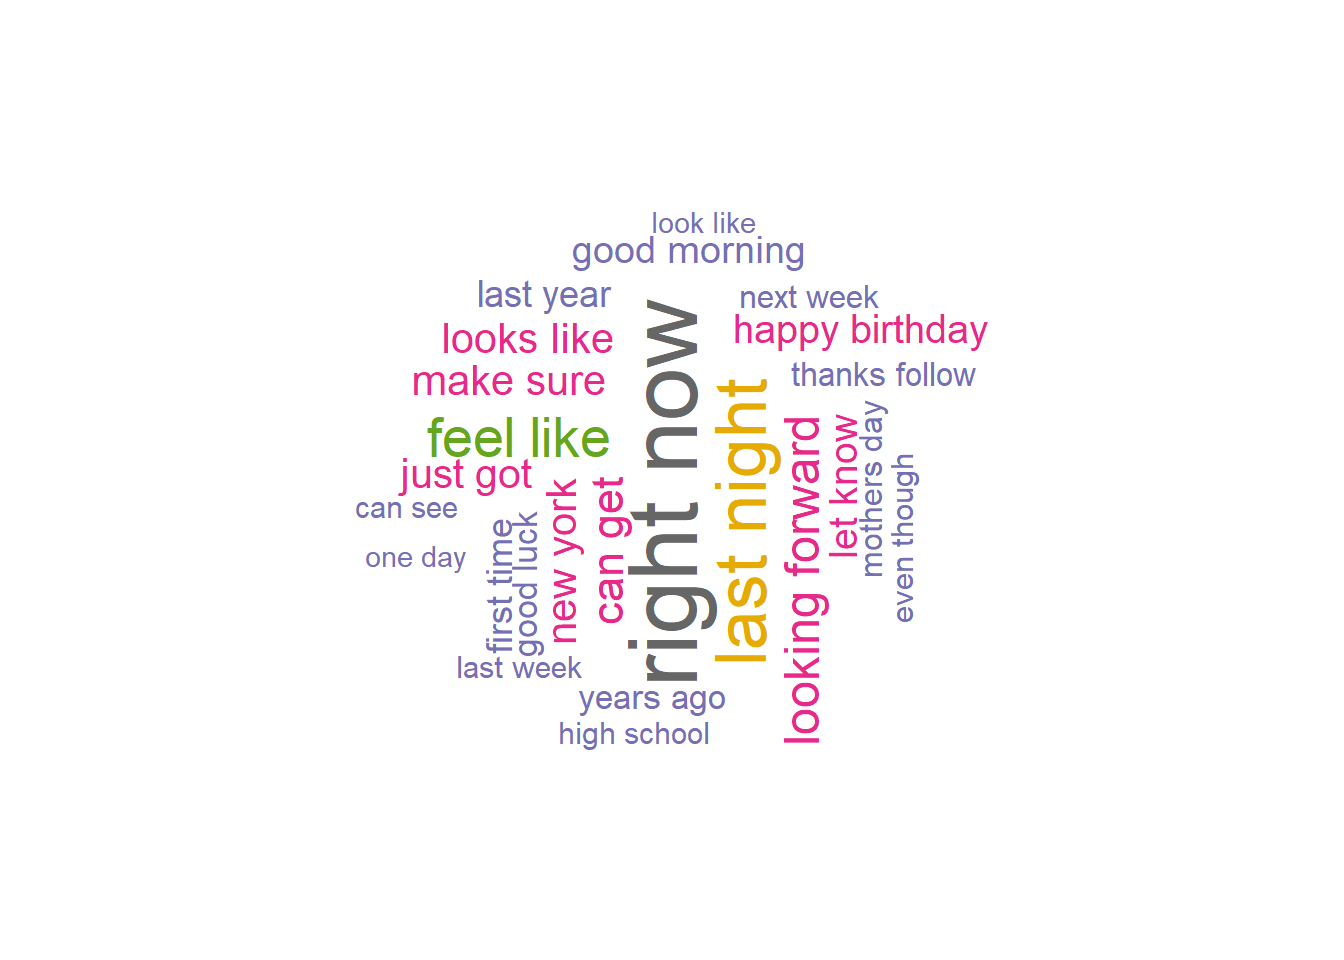 look like
good morning
last year
next week
looks like
happy birthday
make sure
thanks follow
feel like
just got
can see
one day
first time
good luck
new york
can get
right now
last night
looking forward
let know
mothers day
even though
last week
years ago
high school